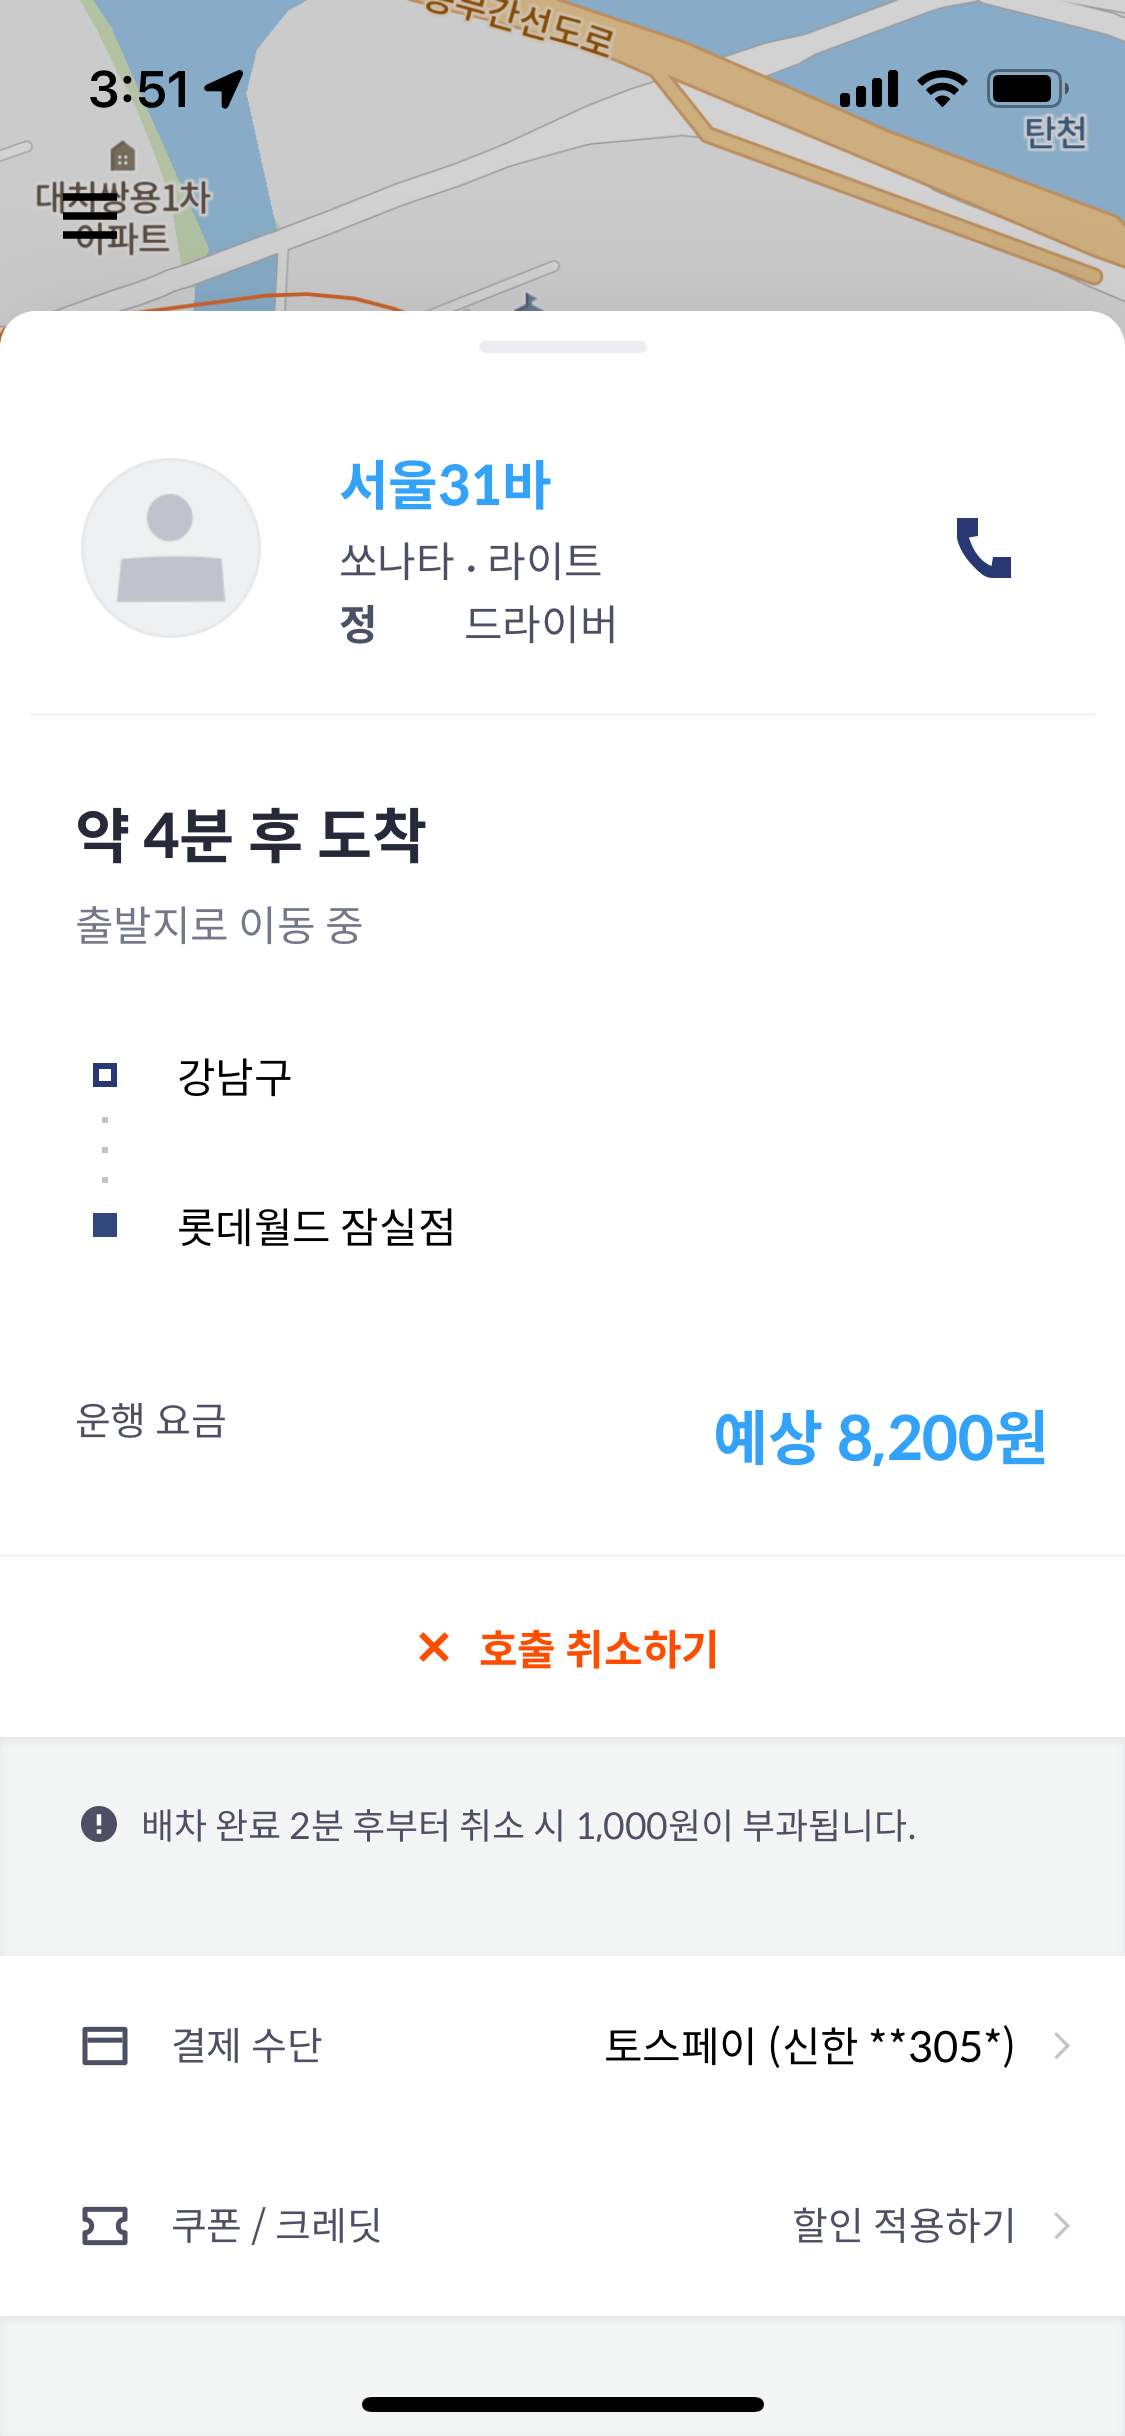 동부간선도로
3:51
탄천
대치쌍용1차
아파트
서울31바
쏘나타 · 라이트
정 드라이버
약 4분 후 도착
출발지로 이동 중
강남구
롯데월드 잠실점
운행 요금
예상 8,200원
호출 취소하기
배차 완료 2분 후부터 취소 시 1,000원이 부과됩니다.
결제 수단
토스페이 (신한 **305*)
쿠폰 / 크레딧
할인 적용하기